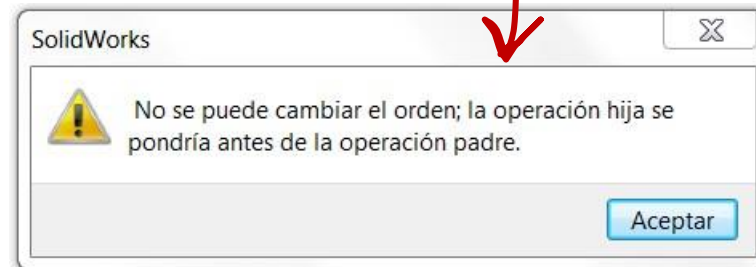 SolidWorks
No se puede cambiar el orden; la operación hija se
pondría antes de la operación padre.
Aceptar